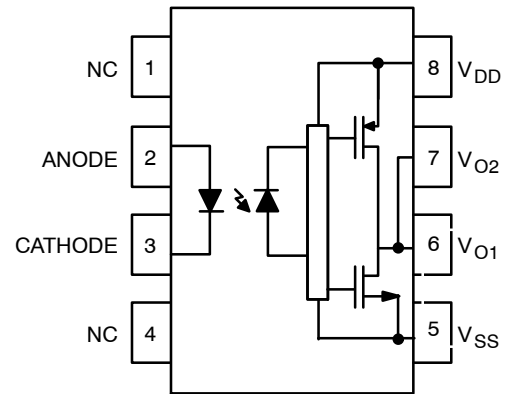 NC 1
ANODE 2
CATHODE 3
NC 4
8 VDD
7 VO2
6 VO1
5 VSS